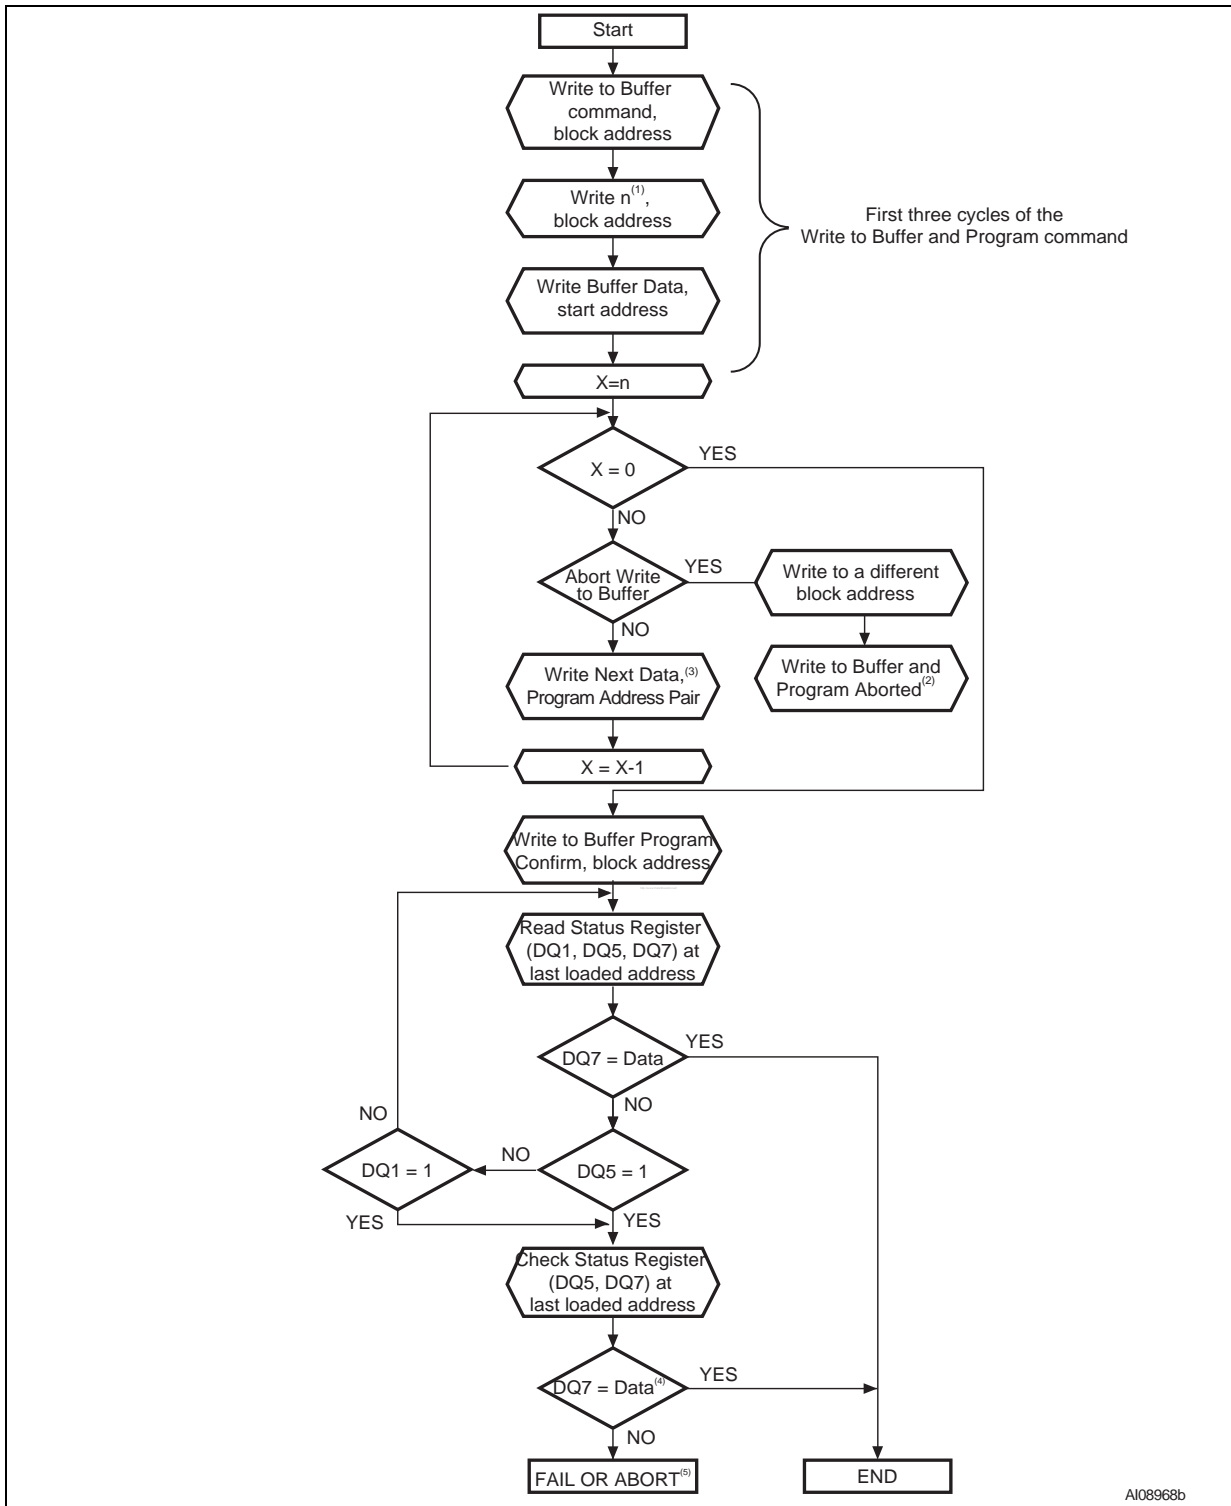 Start
Write to Buffer
command,
block address
Write n(1),
block address
First three cycles of the
Write to Buffer and Program command
Write Buffer Data,
start address
X=n
X = 0
YES
NO
Abort Write
to Buffer
YES
Write to a different
block address
NO
Write Next Data,(3)
Program Address Pair
Write to Buffer and
Program Aborted(2)
X = X-1
Write to Buffer Program
Confirm, block address
Read Status Register
(DQ1, DQ5, DQ7) at
last loaded address
DQ7 = Data
YES
NO
NO
DQ1 = 1
NO
DQ5 = 1
YES
YES
Check Status Register
(DQ5, DQ7) at
last loaded address
DQ7 = Data(4)
YES
NO
FAIL OR ABORT(5)
END
AI08968b